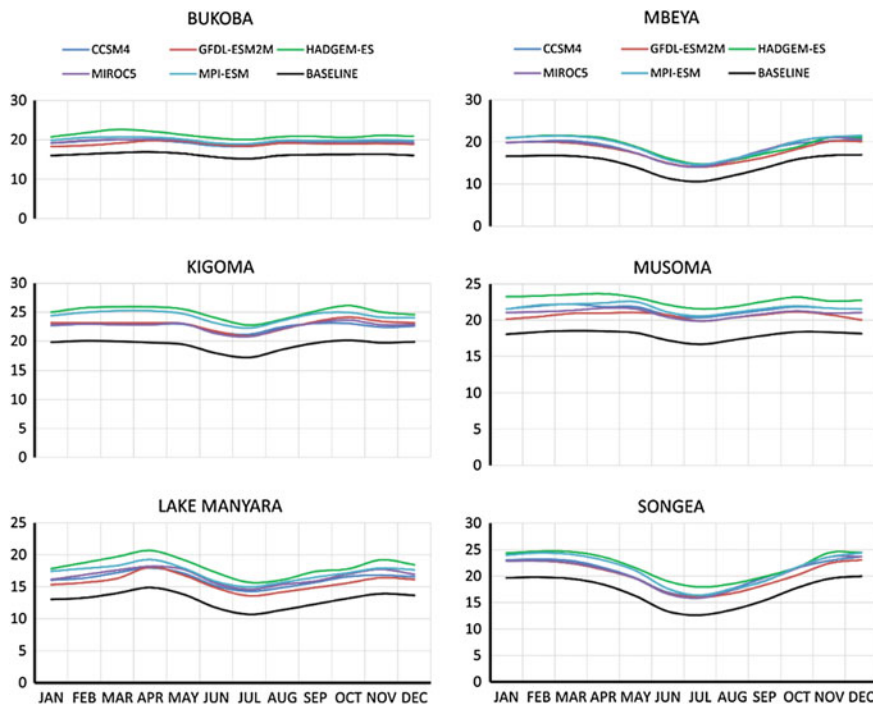 BUKOBA
CCSM4 GFDL-ESM2M HADGEM-ES
MIROC5 MPI-ESM BASELINE
30
20
10
0
MBEYA
CCSM4 GFDL-ESM2M HADGEM-ES
MIROC5 MPI-ESM BASELINE
30
20
10
0
KIGOMA
30
25
20
15
10
5
0
MUSOMA
25
20
15
10
5
0
LAKE MANYARA
25
20
15
10
5
0
JAN FEB MAR APR MAY JUN JUL AUG SEP OCT NOV DEC
SONGEA
30
25
20
15
10
5
0
JAN FEB MAR APR MAY JUN JUL AUG SEP OCT NOV DEC